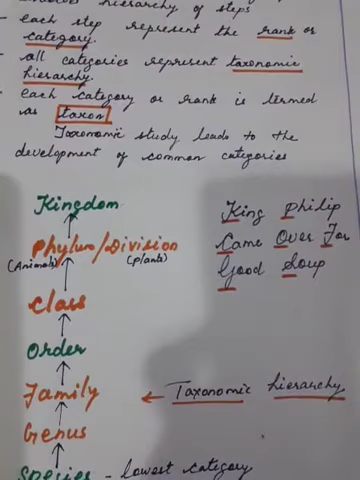 hierarchy of steps
- each step represent the rank or
category.
- all categories represent taxonomic
hierarchy.
- each category or rank is termed
as taxon
Taxonomic study leads to the
development of common categories
Kingdom
Phylum/Division
(Animals) (plants)
Class
Order
Family
Genus
Species - lowest category
King Philip
Came Over For
Good Soup
Taxonomic hierarchy